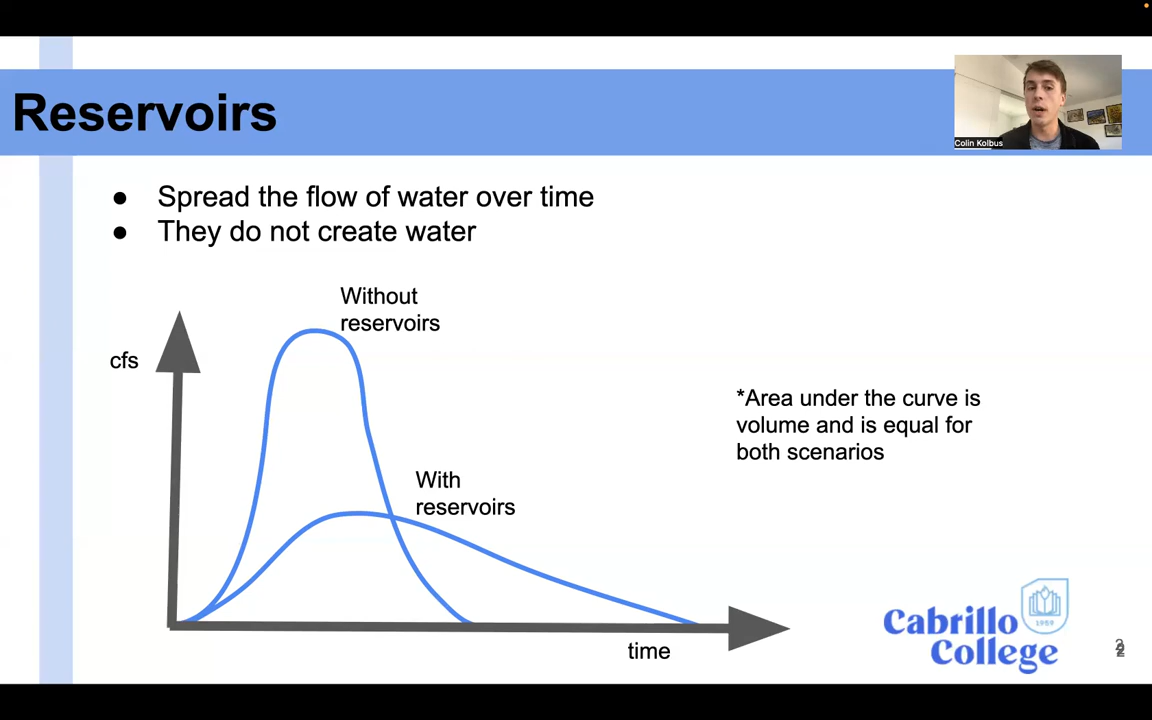 Reservoirs
Colin Kolbus
● Spread the flow of water over time
● They do not create water
Without
reservoirs
cfs
*Area under the curve is
volume and is equal for
both scenarios
With
reservoirs
time
Cabrillo
College
1959